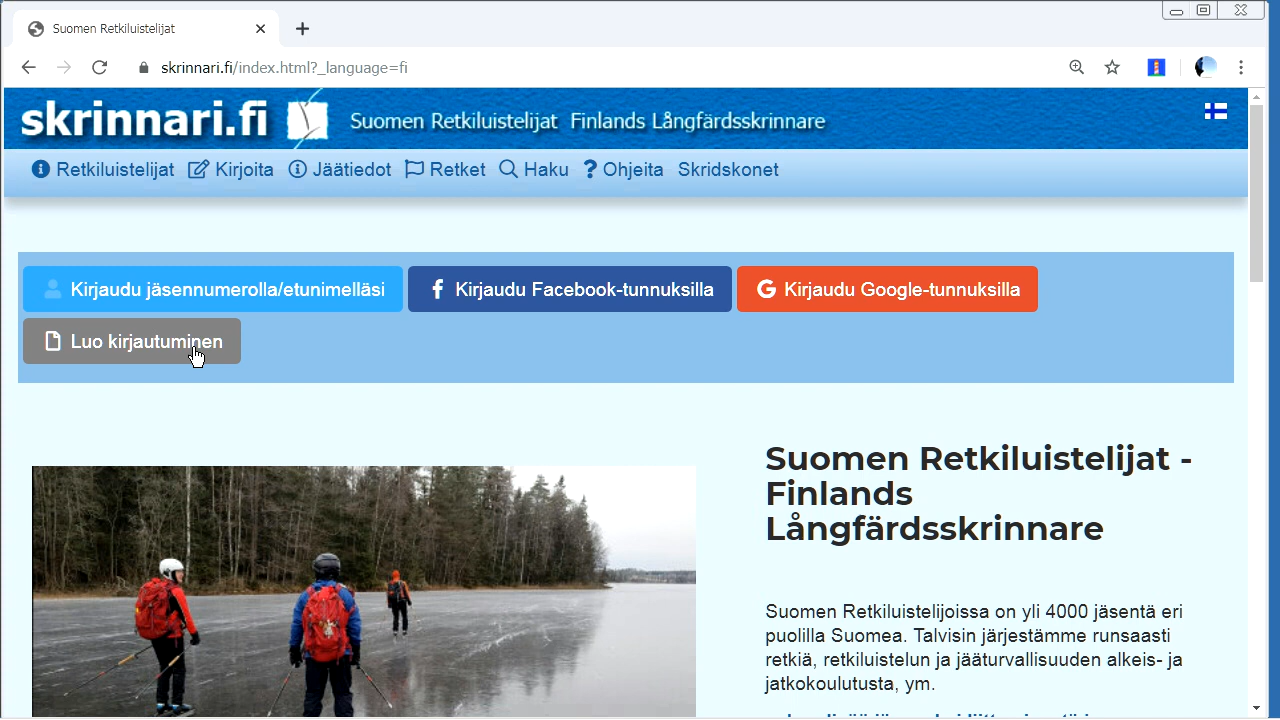 Suomen Retkiluistelijat
skrinnari.fi/index.html?_language=fi
skrinnari.fi Suomen Retkiluistelijat Finlands Långfärdsskrinnare
Retkiluistelijat Kirjoita Jäätiedot Retket Haku Ohjeita Skridskonet
Kirjaudu jäsennumerolla/etunimelläsi Kirjaudu Facebook-tunnuksilla Kirjaudu Google-tunnuksilla
Luo kirjautuminen
Suomen Retkiluistelijat -
Finlands
Långfärdsskrinnare
Suomen Retkiluistelijoissa on yli 4000 jäsentä eri
puolilla Suomea. Talvisin järjestämme runsaasti
retkiä, retkiluistelun ja jääturvallisuuden alkeis- ja
jatkokoulutusta, ym.